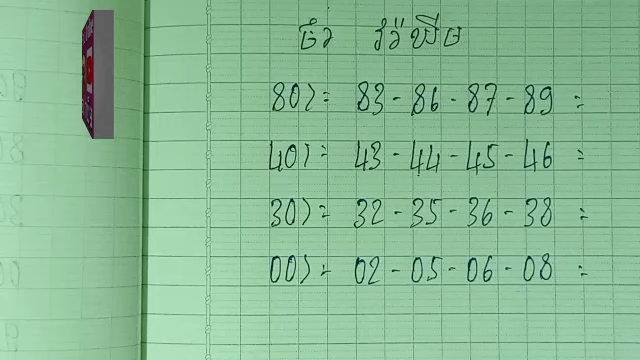 80)= 83 - 86 - 87 - 89 =
40)= 43 - 44 - 45 - 46 =
30)= 32 - 35 - 36 - 38 =
00)= 02 - 05 - 06 - 08 =